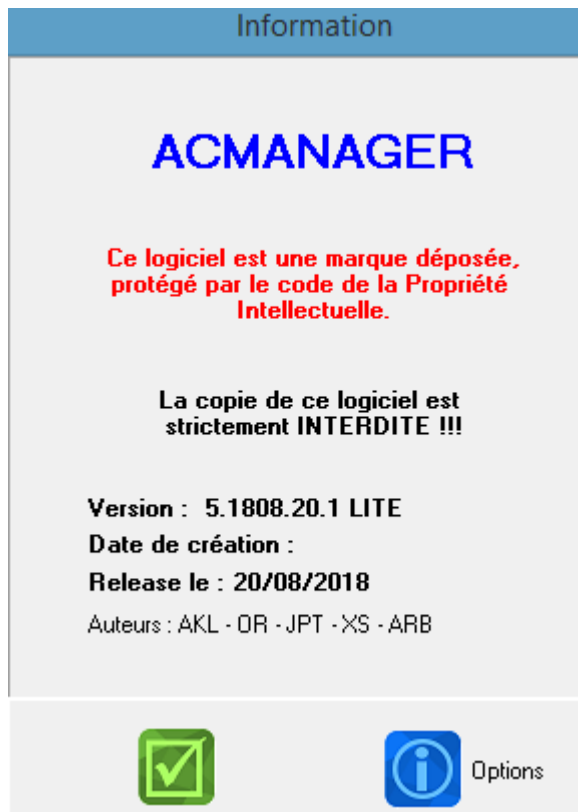 Information
ACMANAGER
Ce logiciel est une marque déposée,
protégé par le code de la Propriété
Intellectuelle.
La copie de ce logiciel est
strictement INTERDITE !!!
Version : 5.1808.20.1 LITE
Date de création :
Release le : 20/08/2018
Auteurs : AKL - OR - JPT - XS - ARB
Options